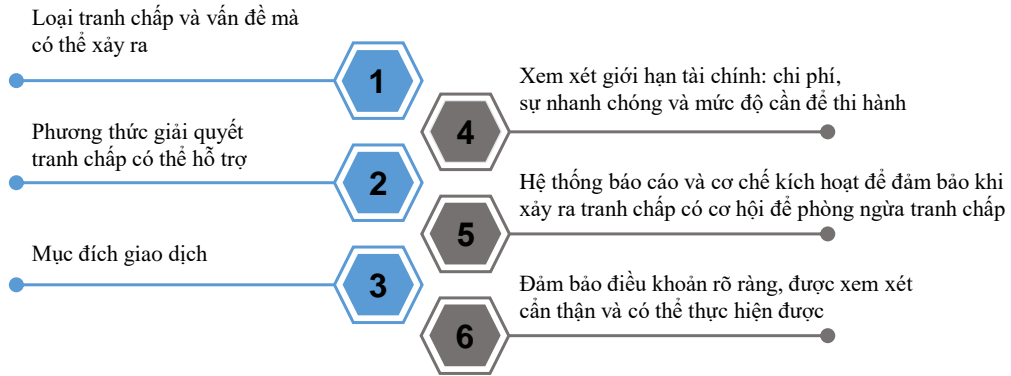 Loại tranh chấp và vấn đề mà
có thể xảy ra
1
Phương thức giải quyết
tranh chấp có thể hỗ trợ
2
Mục đích giao dịch
3
Xem xét giới hạn tài chính: chi phí,
sự nhanh chóng và mức độ cần để thi hành
4
Hệ thống báo cáo và cơ chế kích hoạt để đảm bảo khi
xảy ra tranh chấp có cơ hội để phòng ngừa tranh chấp
5
Đảm bảo điều khoản rõ ràng, được xem xét
cẩn thận và có thể thực hiện được
6